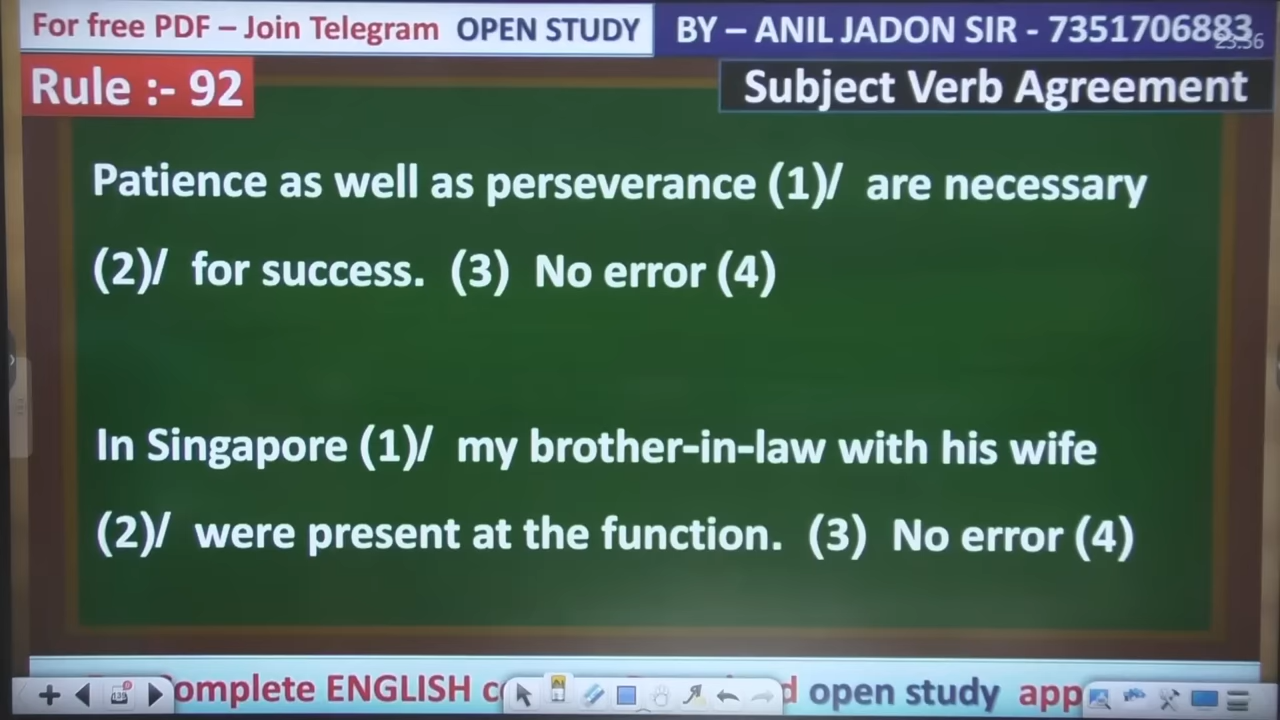 For free PDF – Join Telegram OPEN STUDY BY – ANIL JADON SIR - 7351706883
23:36
Rule :- 92
Subject Verb Agreement
Patience as well as perseverance (1)/ are necessary
(2)/ for success. (3) No error (4)
In Singapore (1)/ my brother-in-law with his wife
(2)/ were present at the function. (3) No error (4)
omplete ENGLISH open study app